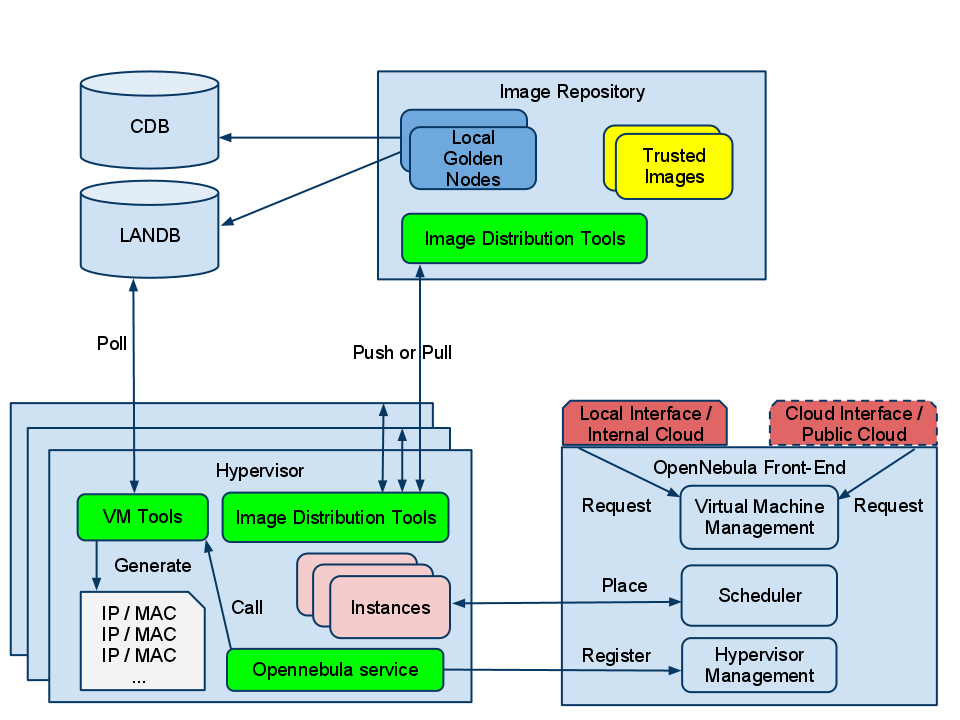 Image Repository
CDB
Local
Golden
Nodes
Trusted
Images
LANDB
Image Distribution Tools
Poll
Push or Pull
Local Interface /
Internal Cloud
Cloud Interface /
Public Cloud
Hypervisor
OpenNebula Front-End
VM Tools
Image Distribution Tools
Request
Virtual Machine
Management
Request
Generate
Instances
Place
Scheduler
IP / MAC
IP / MAC
IP / MAC
...
Call
Opennebula service
Register
Hypervisor
Management